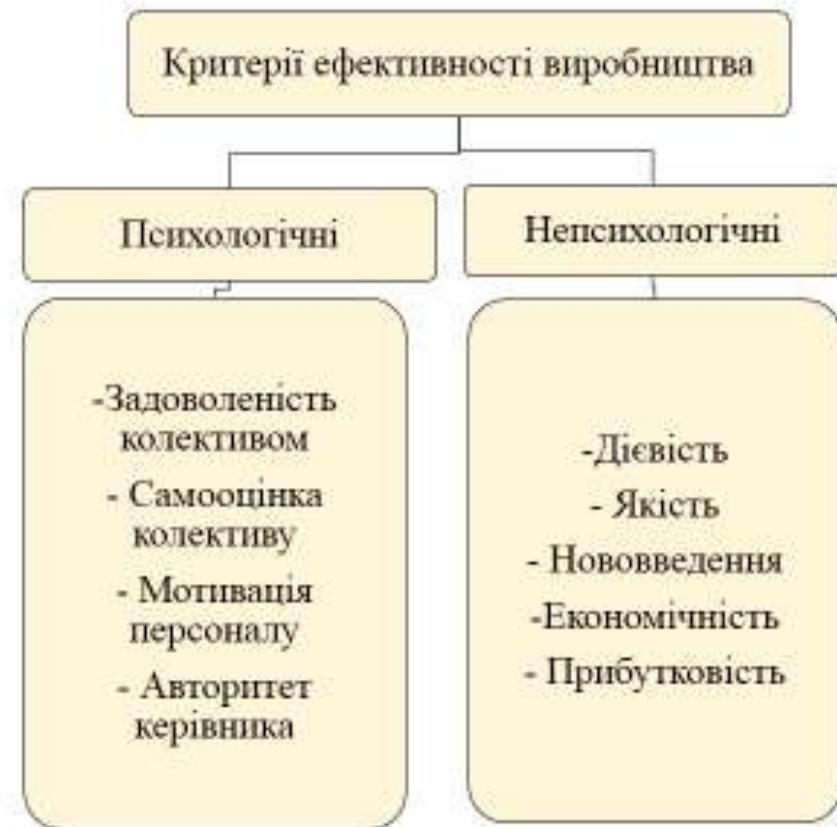 Критерії ефективності виробництва
Психологічні
Непсихологічні
-Задоволеність
колективом
- Самооцінка
колективу
- Мотивація
персоналу
- Авторитет
керівника
-Дієвість
- Якість
- Нововведення
-Економічність
- Прибутковість